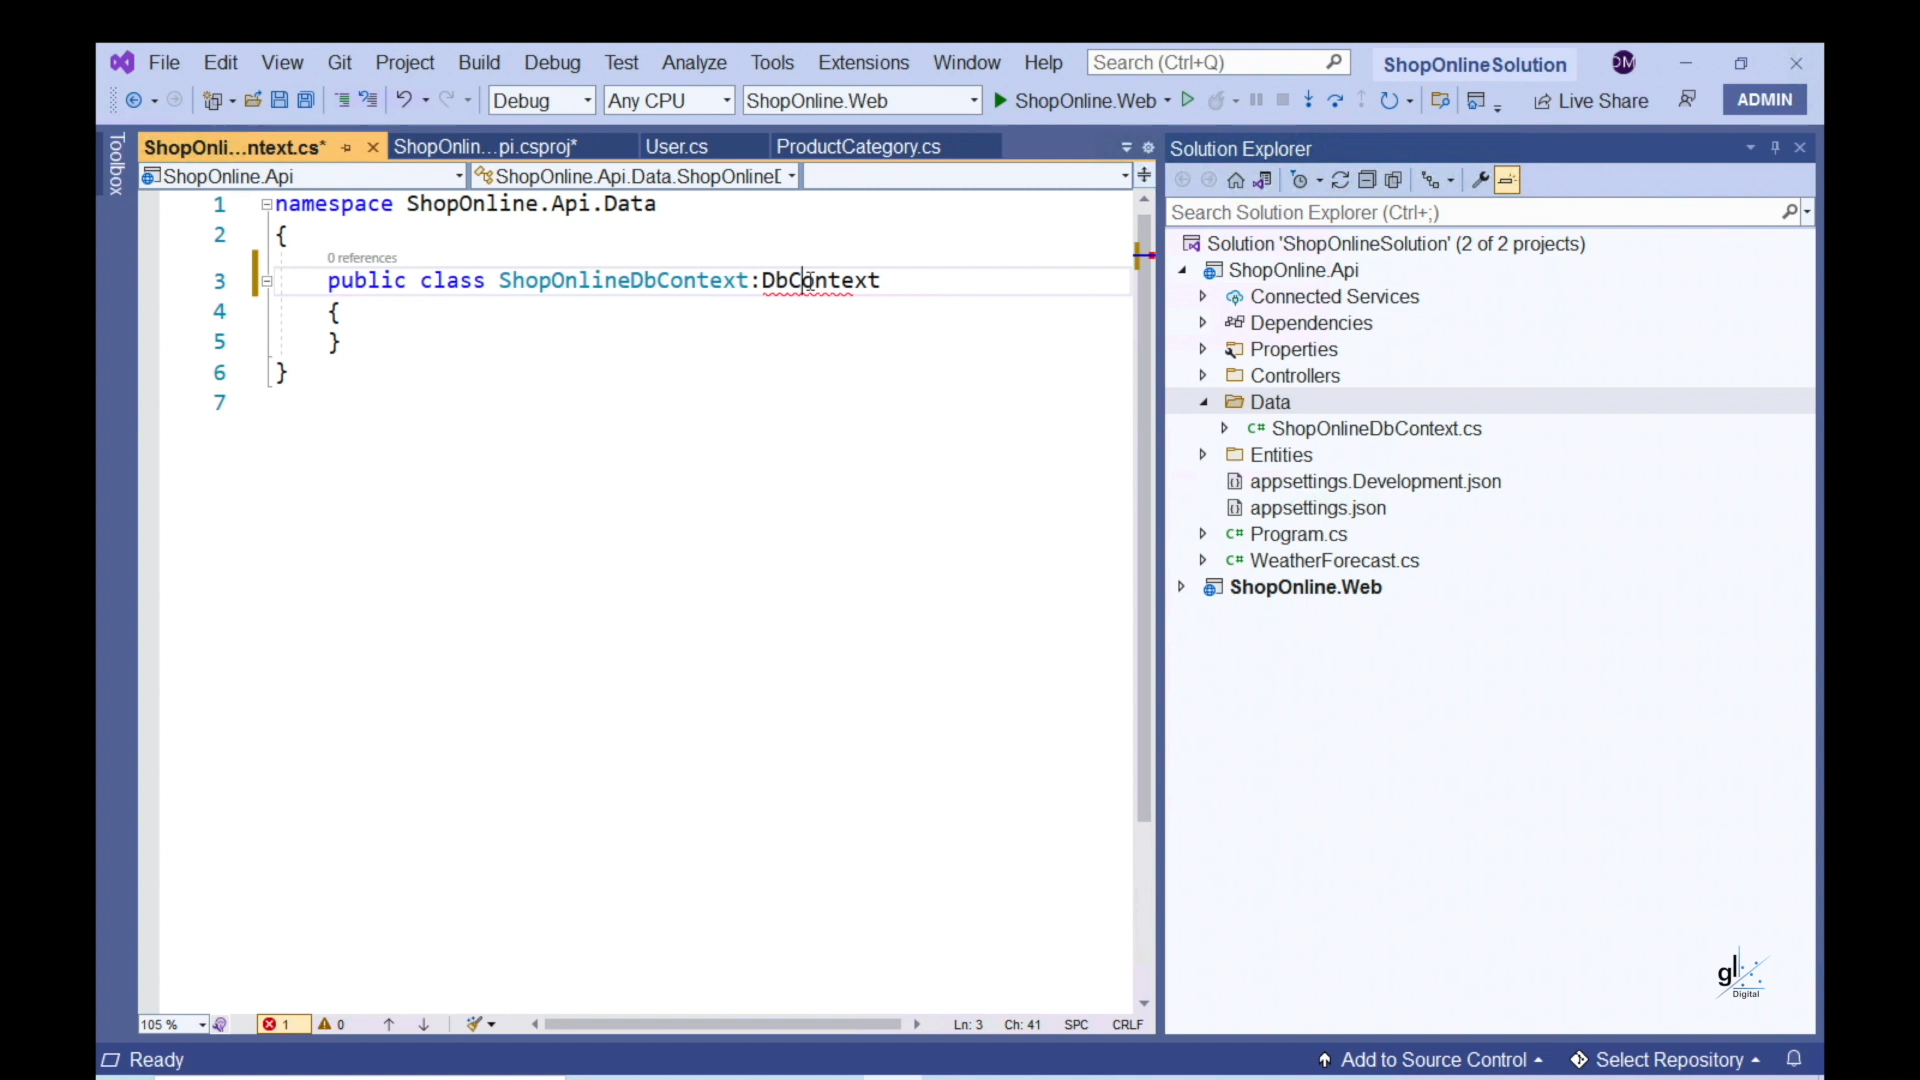 File Edit View Git Project Build Debug Test Analyze Tools Extensions Window Help Search (Ctrl+Q) ShopOnlineSolution DM
Debug Any CPU ShopOnline.Web ShopOnline.Web Live Share ADMIN
Toolbox
ShopOnli...ntext.cs* ShopOnlin...pi.csproj* User.cs ProductCategory.cs
ShopOnline.Api ShopOnline.Api.Data.ShopOnlineD
1 namespace ShopOnline.Api.Data
2 {
0 references
3 public class ShopOnlineDbContext:DbContext
4 {
5 }
6 }
7
105 % 1 0 Ln: 3 Ch: 41 SPC CRLF
Solution Explorer
Search Solution Explorer (Ctrl+;)
Solution 'ShopOnlineSolution' (2 of 2 projects)
ShopOnline.Api
Connected Services
Dependencies
Properties
Controllers
Data
C# ShopOnlineDbContext.cs
Entities
appsettings.Development.json
appsettings.json
C# Program.cs
C# WeatherForecast.cs
ShopOnline.Web
gl
Digital
Ready Add to Source Control Select Repository